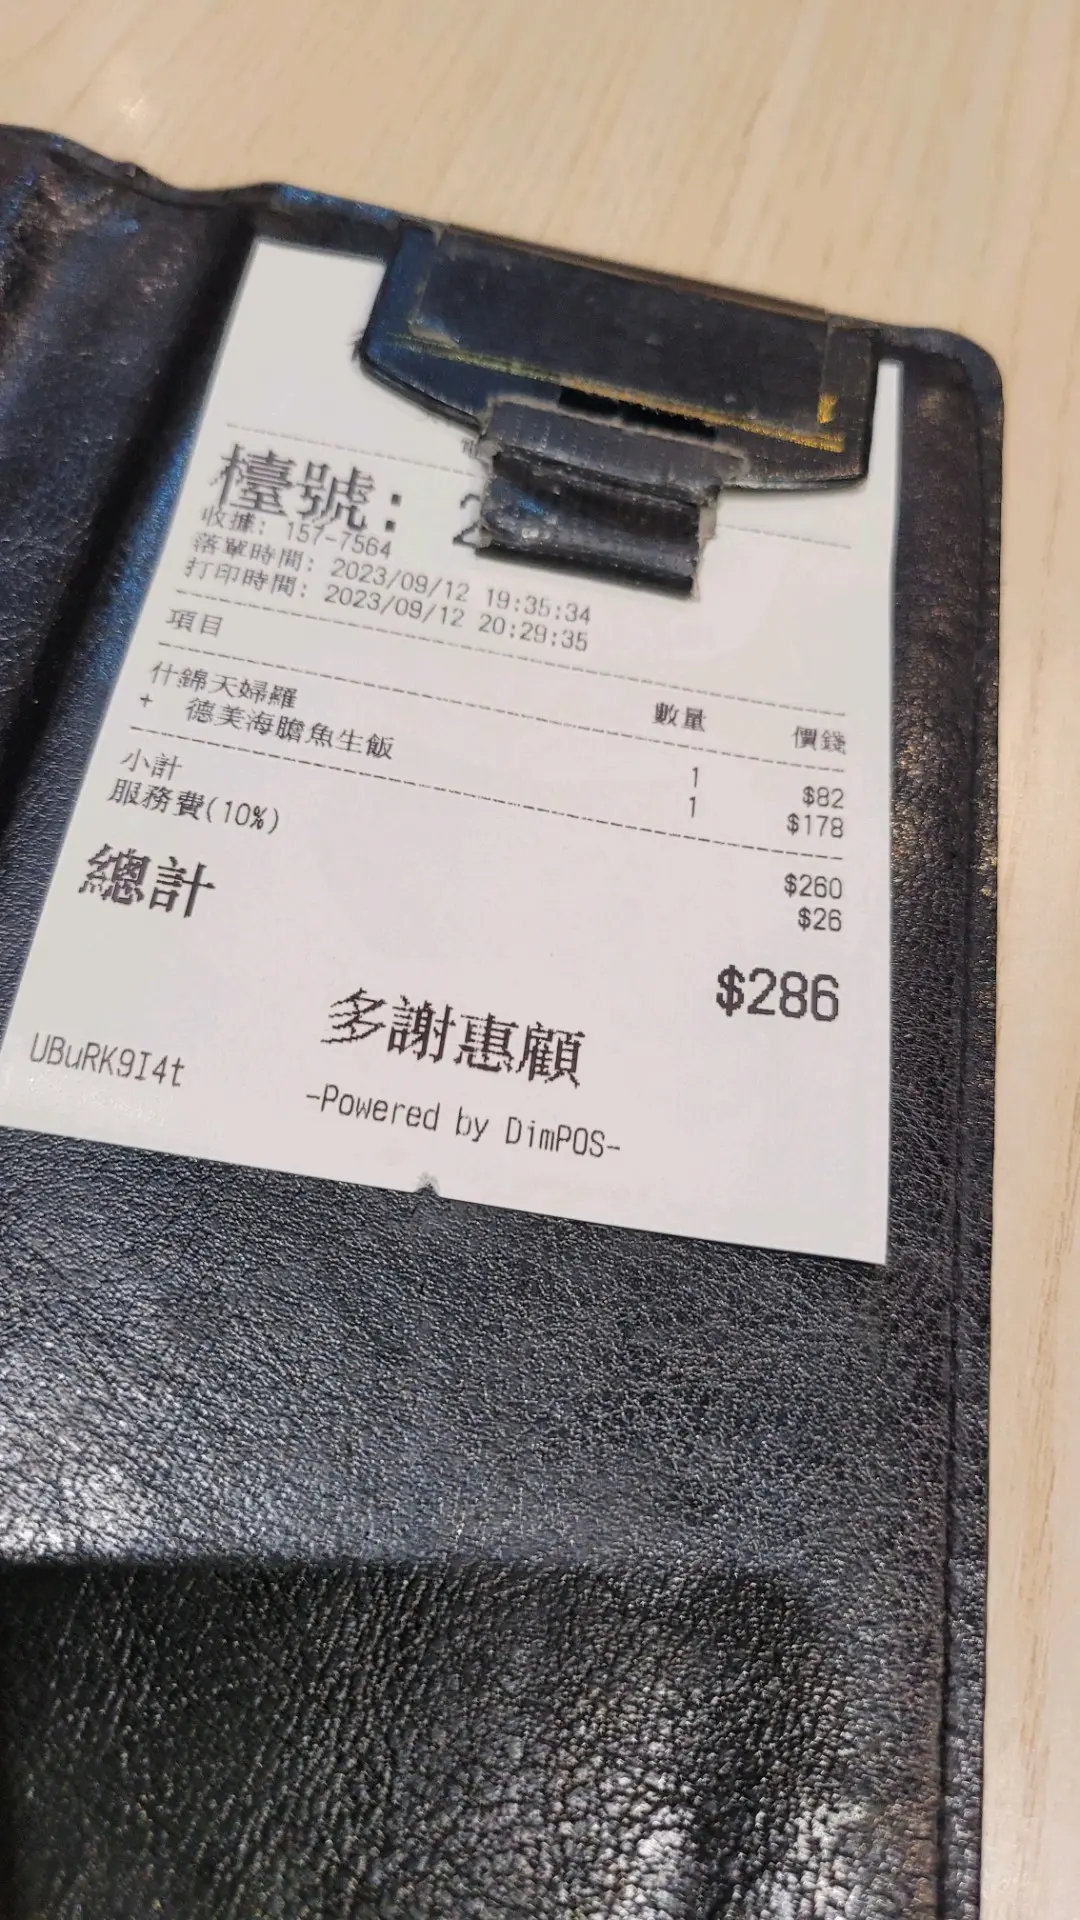 檯號: 2
收據: 157-7564
落單時間: 2023/09/12 19:35:34
打印時間: 2023/09/12 20:29:35
項目 數量 價錢
什錦天婦羅 1 $82
+ 德美海膽魚生飯 1 $178
小計 $260
服務費(10%) $26
總計 $286
多謝惠顧
UBuRK9I4t
-Powered by DimPOS-